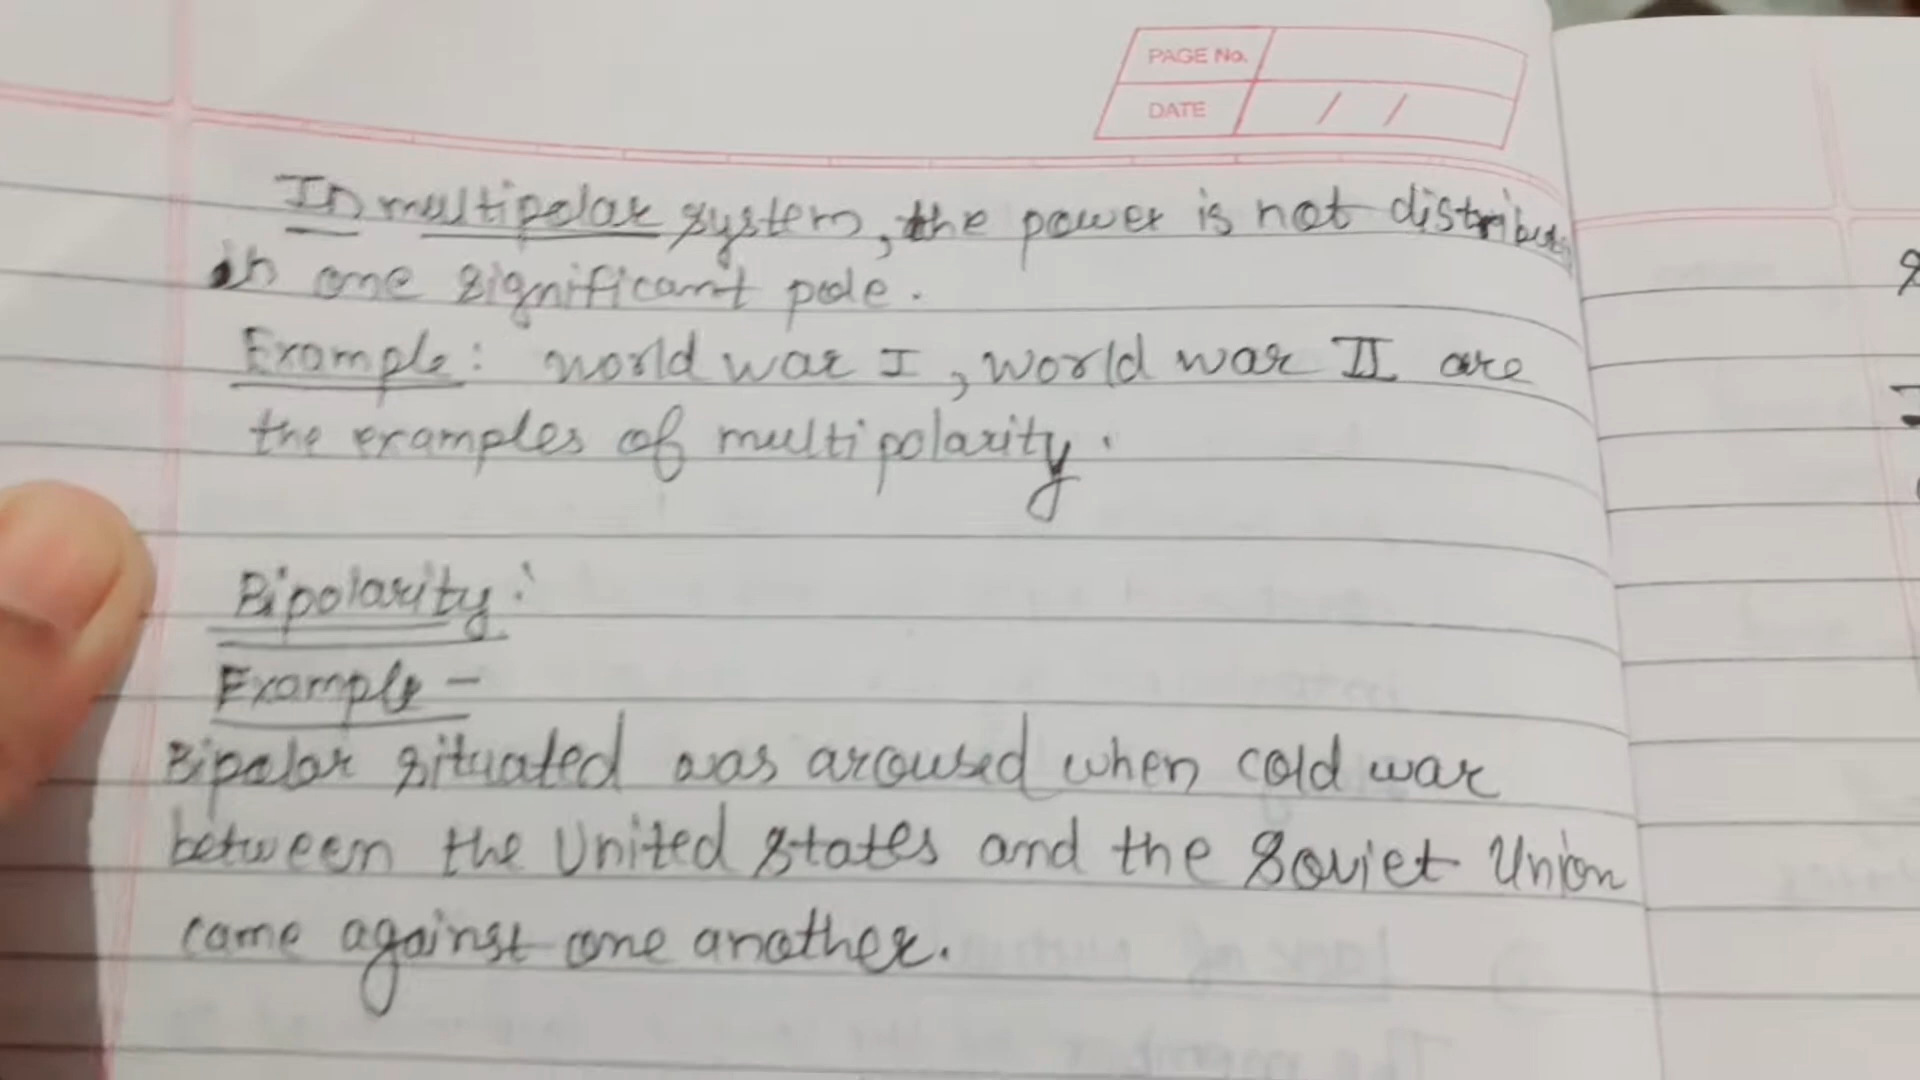 PAGE No.
DATE / /
In multipolar system, the power is not distribut
in one significant pole.
Example: world war I, world war II are
the examples of multipolarity.
Bipolarity:
Example -
Bipolar situated was aroused when cold war
between the United States and the Soviet Union
came against one another.